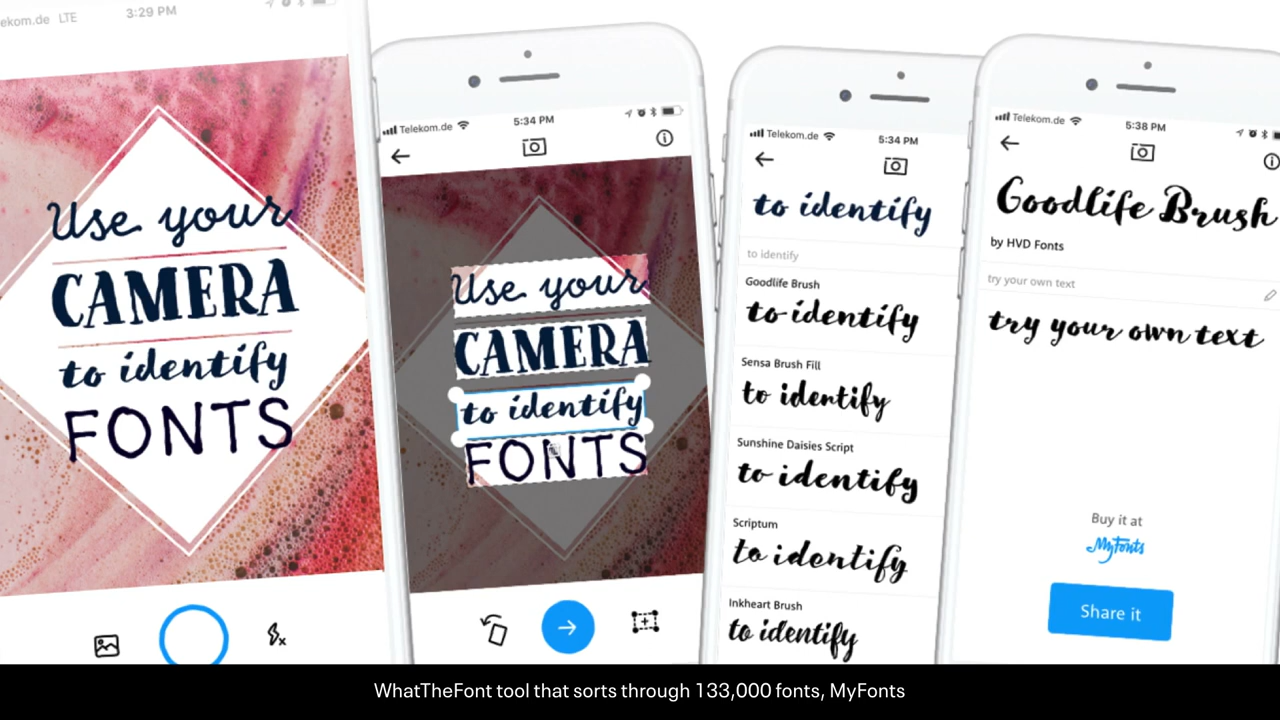 ekom.de LTE 3:29 PM
Use your
CAMERA
to identify
FONTS
Telekom.de 5:34 PM
Use your
CAMERA
to identify
FONTS
Telekom.de 5:34 PM
to identify
to identify
Goodlife Brush
to identify
Sensa Brush Fill
to identify
Sunshine Daisies Script
to identify
Scriptum
to identify
Inkheart Brush
to identify
Telekom.de 5:38 PM
Goodlife Brush
by HVD Fonts
try your own text
try your own text
Buy it at
MyFonts
Share it
WhatTheFont tool that sorts through 133,000 fonts, MyFonts